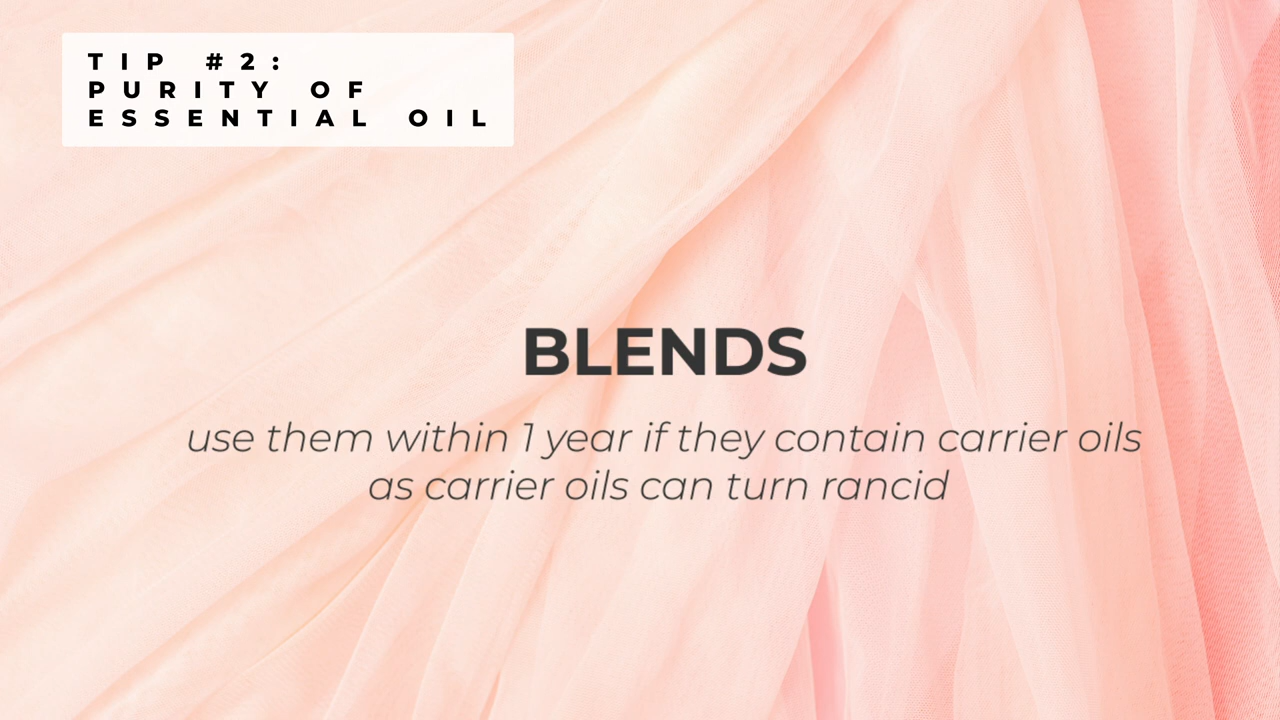 TIP #2:
PURITY OF
ESSENTIAL OIL
BLENDS
use them within 1 year if they contain carrier oils
as carrier oils can turn rancid